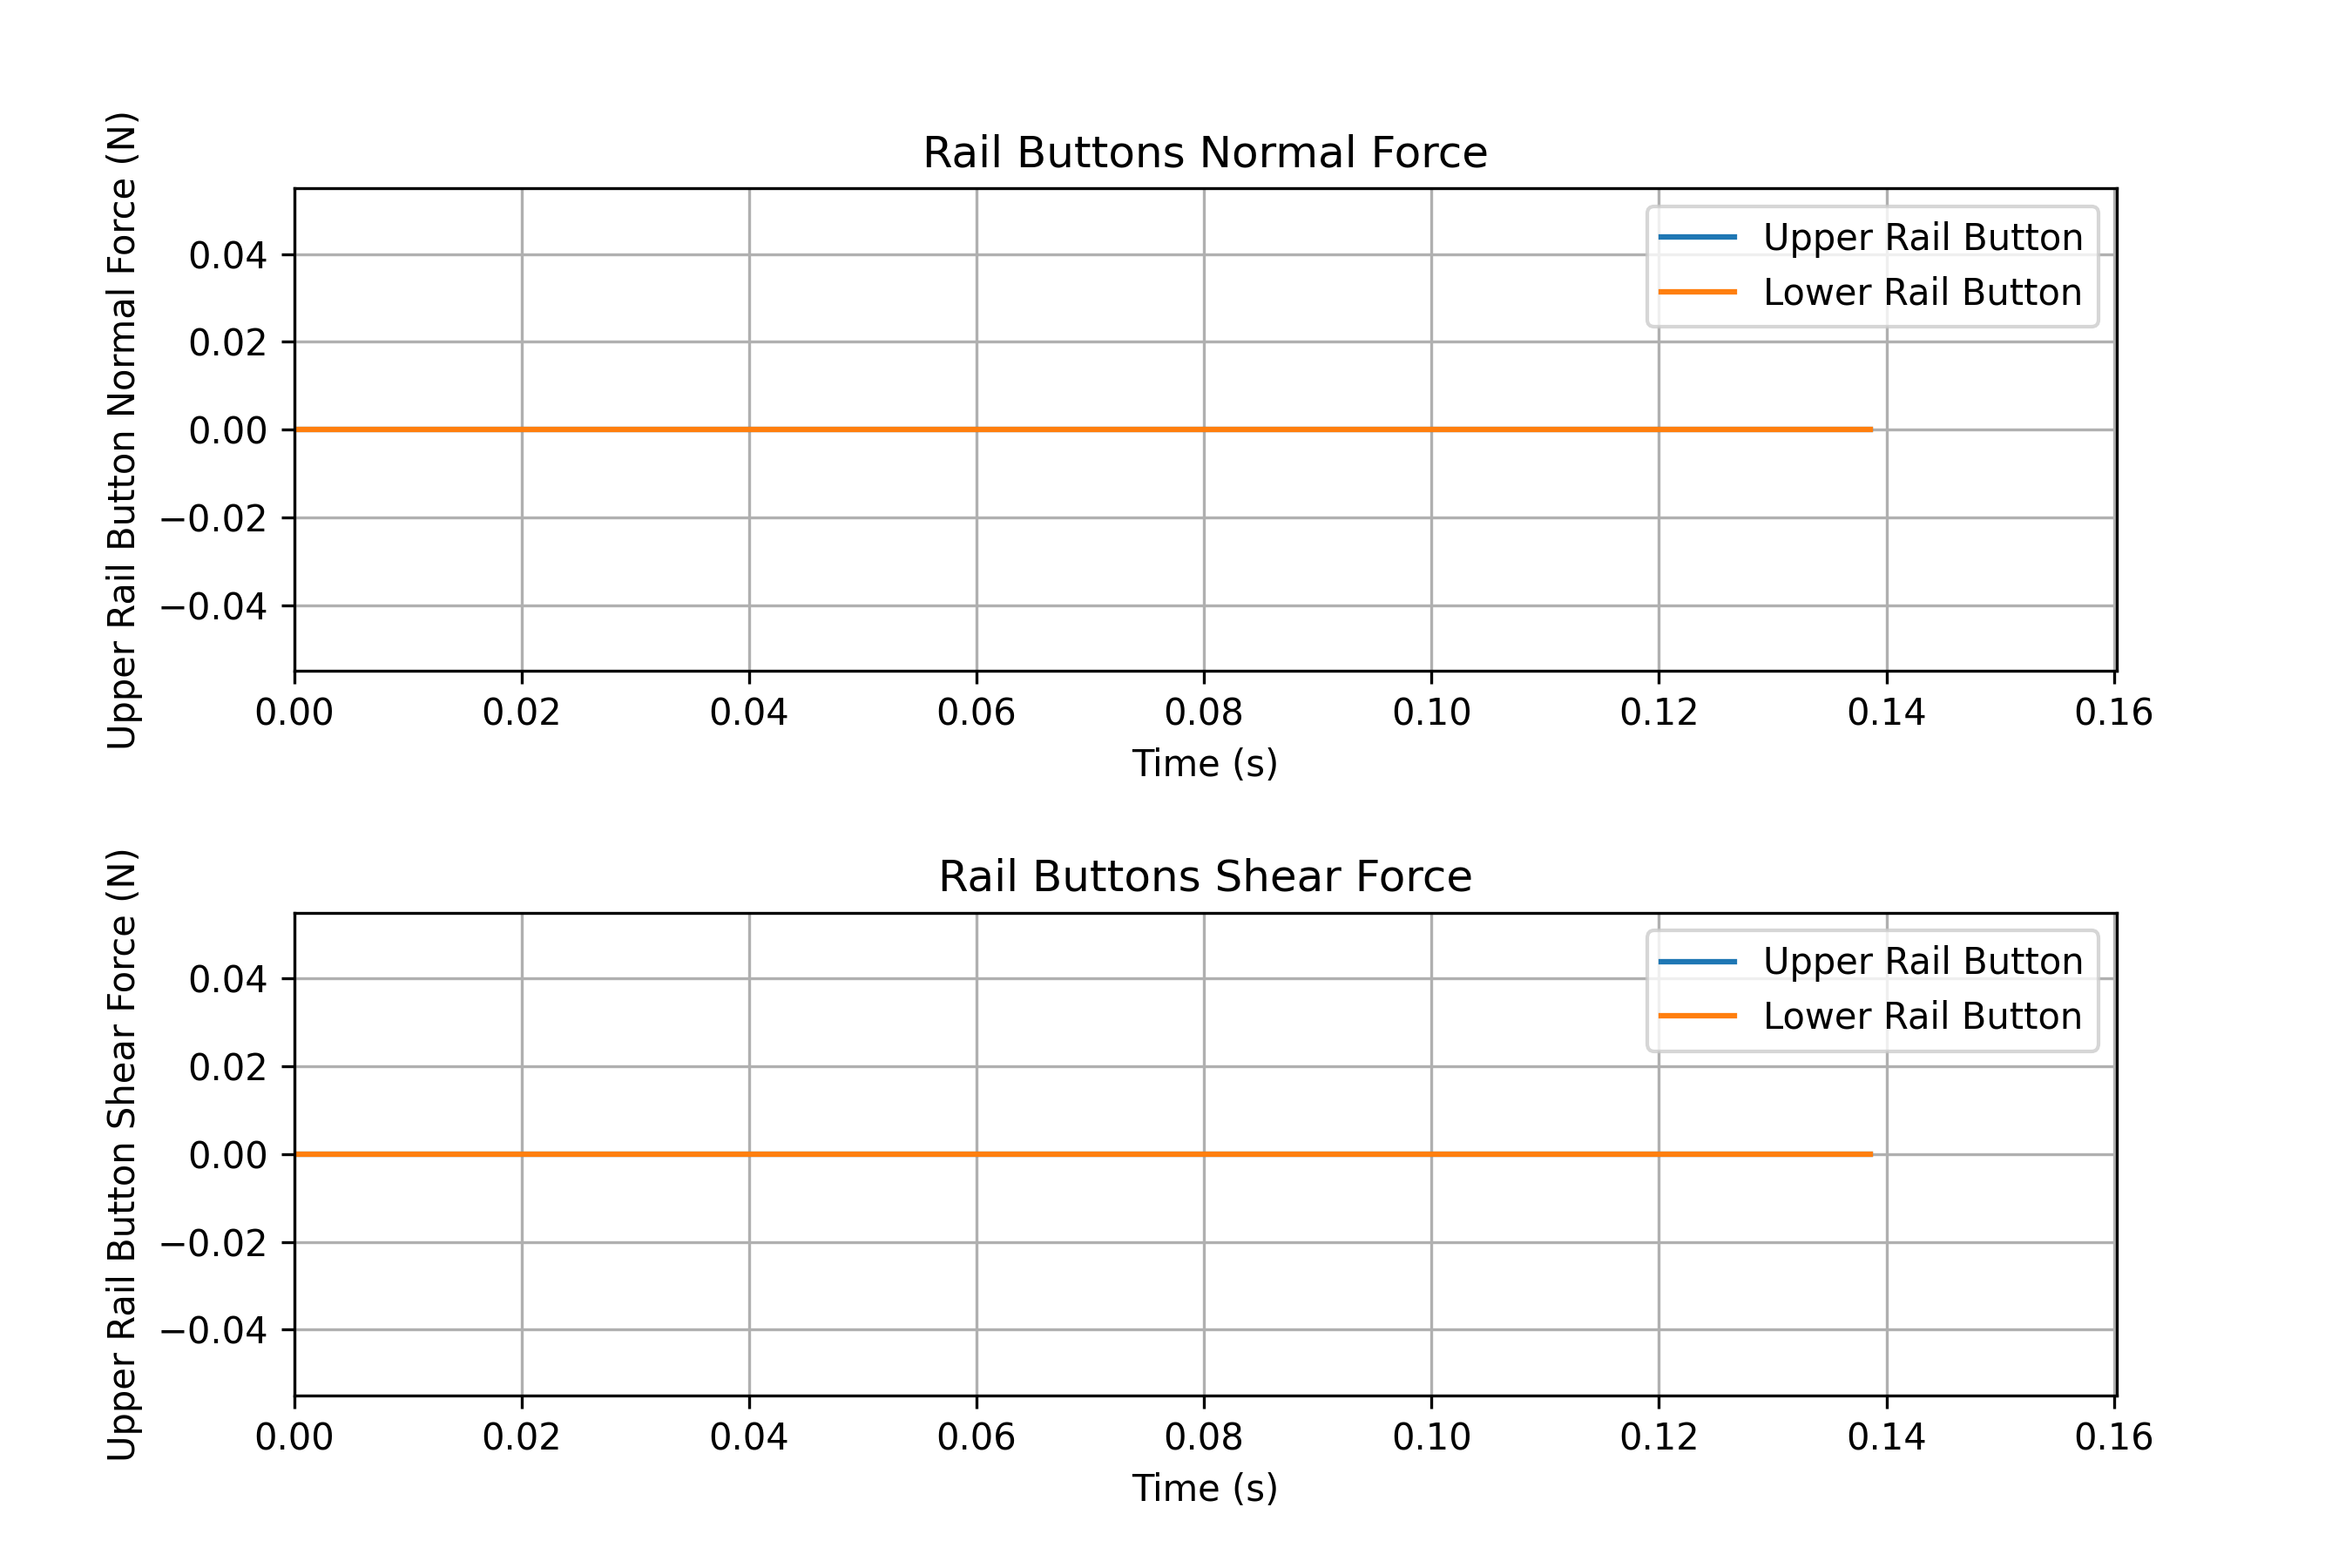 Rail Buttons Normal Force
Upper Rail Button Normal Force (N)
Upper Rail Button
Lower Rail Button
0.04
0.02
0.00
−0.02
−0.04
0.00 0.02 0.04 0.06 0.08 0.10 0.12 0.14 0.16
Time (s)
Rail Buttons Shear Force
Upper Rail Button Shear Force (N)
Upper Rail Button
Lower Rail Button
0.04
0.02
0.00
−0.02
−0.04
0.00 0.02 0.04 0.06 0.08 0.10 0.12 0.14 0.16
Time (s)